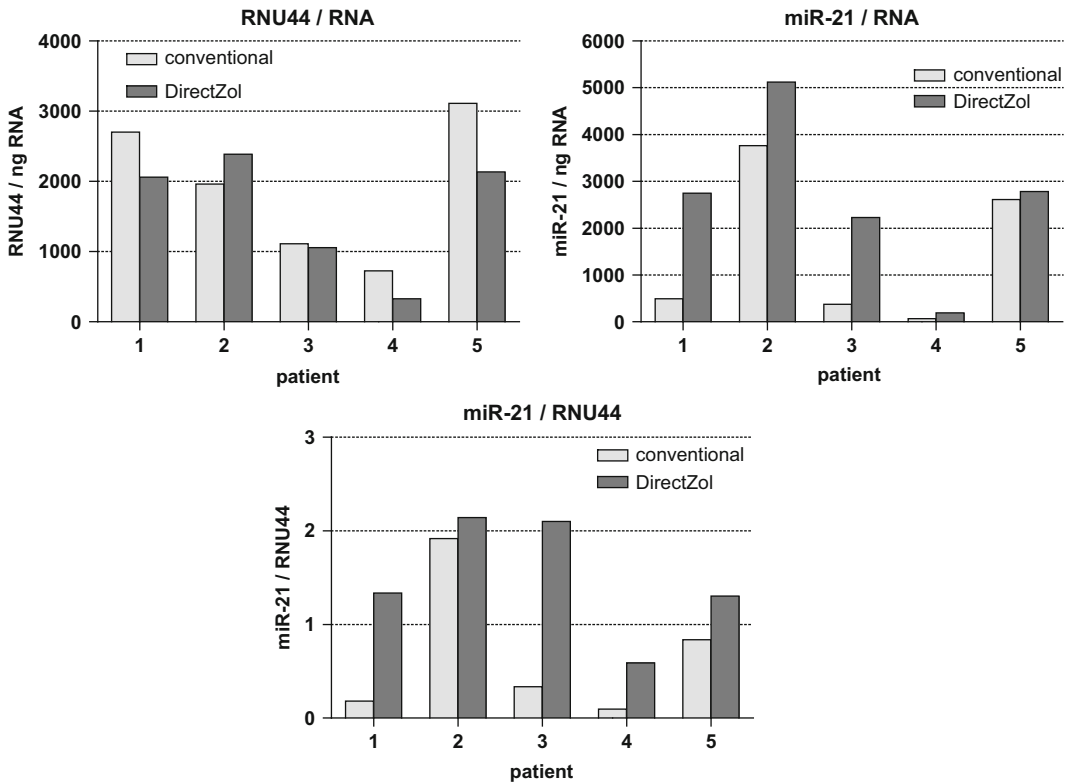 RNU44 / RNA
4000
3000
2000
1000
0
RNU44 / ng RNA
conventional
DirectZol
1 2 3 4 5
patient
miR-21 / RNA
6000
5000
4000
3000
2000
1000
0
miR-21 / ng RNA
conventional
DirectZol
1 2 3 4 5
patient
miR-21 / RNU44
3
2
1
0
miR-21 / RNU44
conventional
DirectZol
1 2 3 4 5
patient